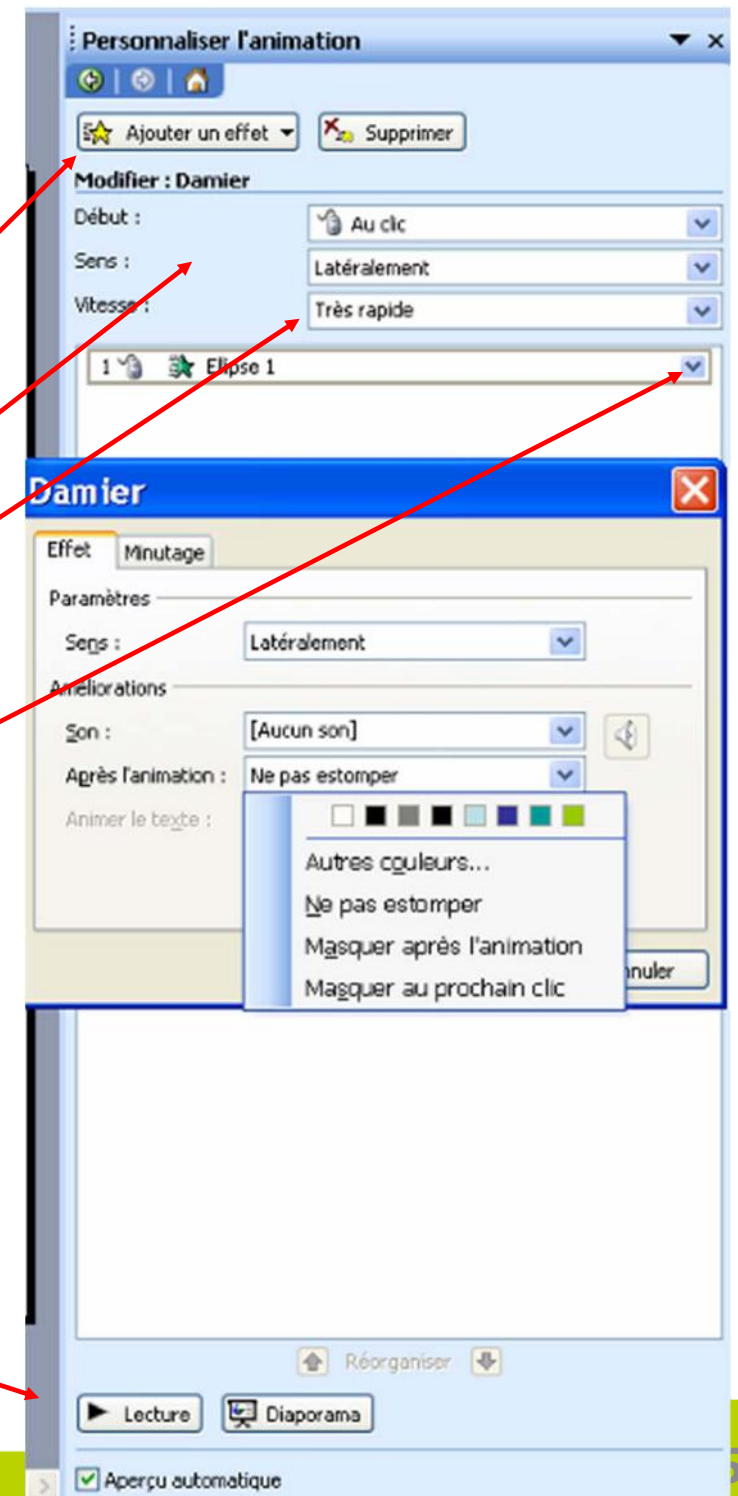 Personnaliser l'animation
Ajouter un effet
Supprimer
Modifier : Damier
Début :
Au clic
Sens :
Latéralement
Vitesse :
Très rapide
1
Elipse 1
Damier
Effet
Minutage
Paramètres
Sens :
Latéralement
Améliorations
Son :
[Aucun son]
Après l'animation :
Ne pas estomper
Animer le texte :
Autres couleurs...
Ne pas estomper
Masquer après l'animation
Masquer au prochain clic
nnuler
Réorganiser
Lecture
Diaporama
Aperçu automatique